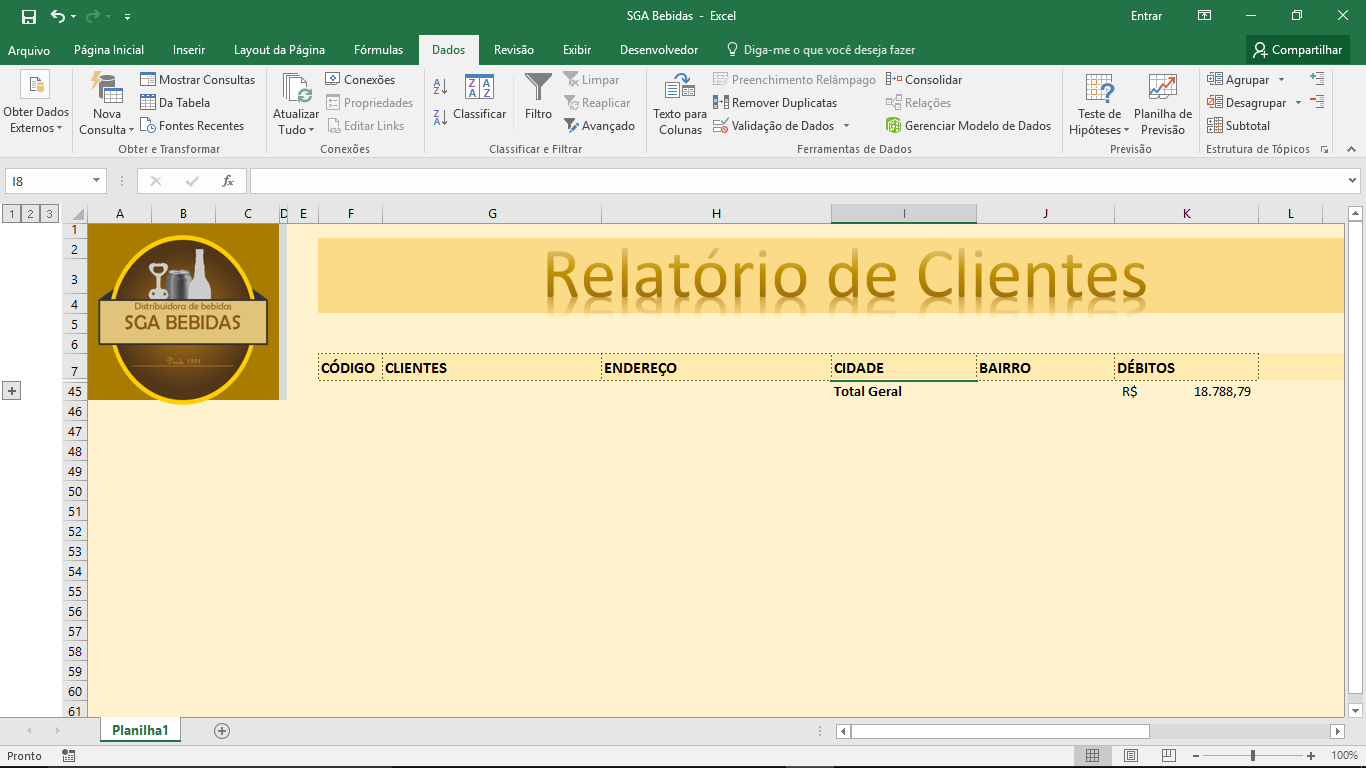 SGA Bebidas - Excel
Entrar
Arquivo Página Inicial Inserir Layout da Página Fórmulas Dados Revisão Exibir Desenvolvedor Diga-me o que você deseja fazer Compartilhar
Obter Dados Externos
Nova Consulta
Mostrar Consultas
Da Tabela
Fontes Recentes
Obter e Transformar
Atualizar Tudo
Conexões
Propriedades
Editar Links
Conexões
Classificar
Filtro
Limpar
Reaplicar
Avançado
Classificar e Filtrar
Texto para Colunas
Preenchimento Relâmpago
Remover Duplicatas
Validação de Dados
Consolidar
Relações
Gerenciar Modelo de Dados
Ferramentas de Dados
Teste de Hipóteses
Planilha de Previsão
Previsão
Agrupar
Desagrupar
Subtotal
Estrutura de Tópicos
I8
fx
1 2 3
A B C D E F G H I J K L
1
2
3
4
5
6
7
45
46
47
48
49
50
51
52
53
54
55
56
57
58
59
60
61
Distribuidora de bebidas
SGA BEBIDAS
Desde 1991
Relatório de Clientes
CÓDIGO CLIENTES ENDEREÇO CIDADE BAIRRO DÉBITOS
Total Geral R$ 18.788,79
Planilha1
Pronto
100%